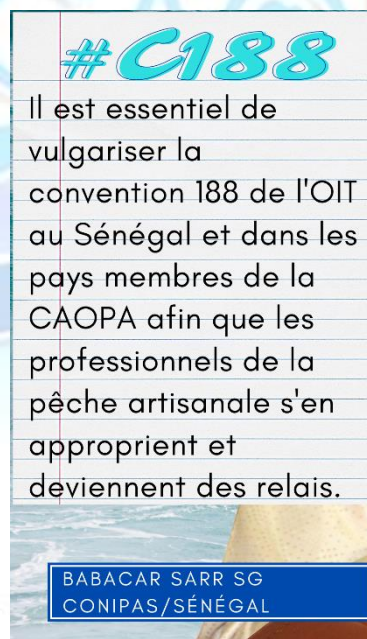 #C188
Il est essentiel de
vulgariser la
convention 188 de l'OIT
au Sénégal et dans les
pays membres de la
CAOPA afin que les
professionnels de la
pêche artisanale s'en
approprient et
deviennent des relais.
BABACAR SARR SG
CONIPAS/SÉNÉGAL